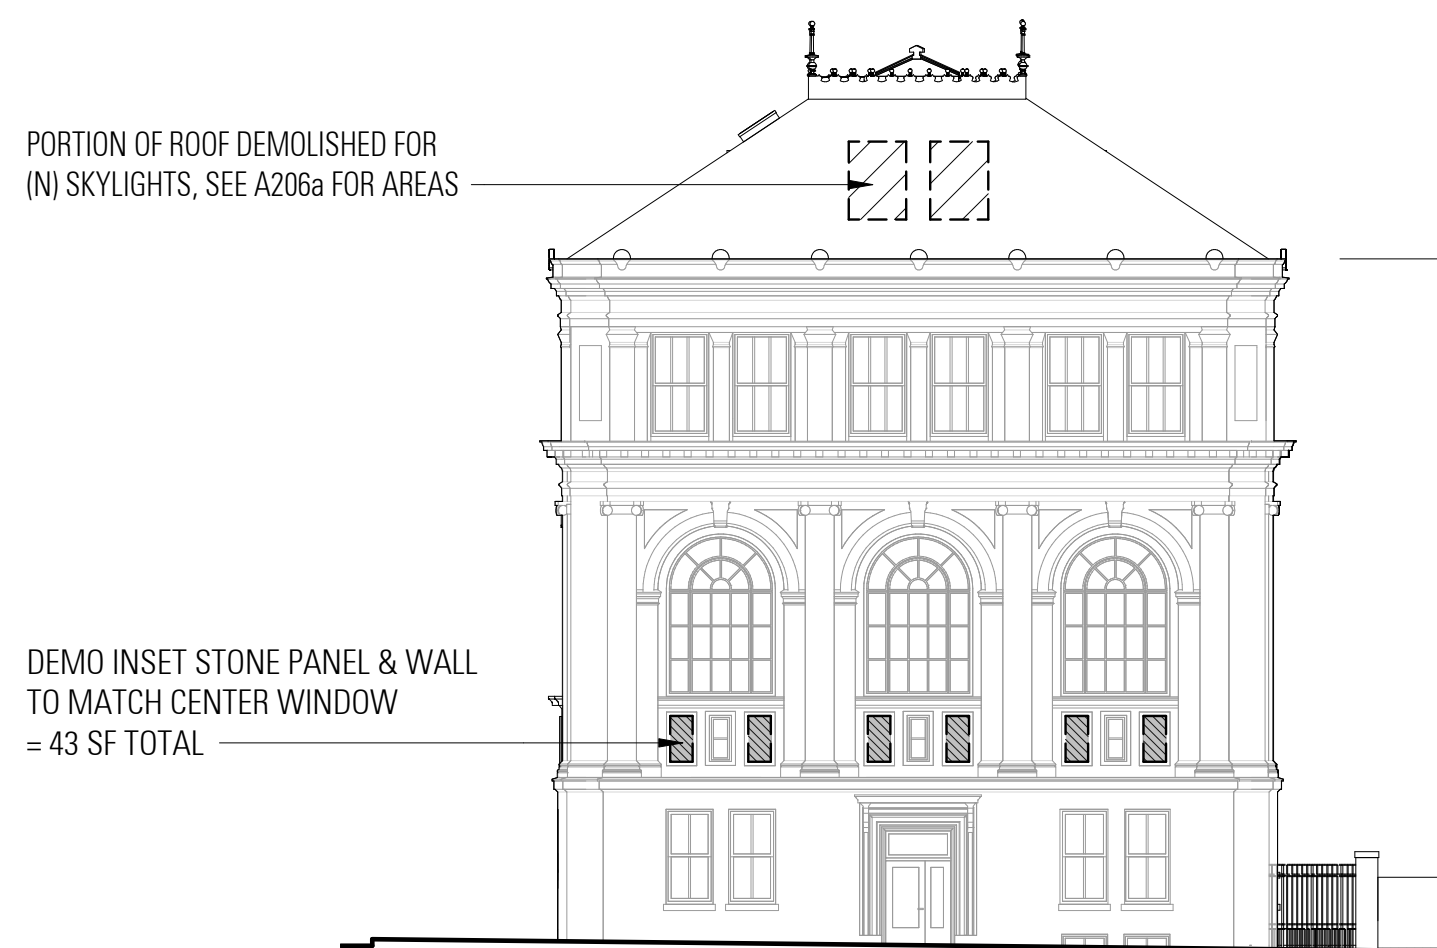 PORTION OF ROOF DEMOLISHED FOR
(N) SKYLIGHTS, SEE A206a FOR AREAS
DEMO INSET STONE PANEL & WALL
TO MATCH CENTER WINDOW
= 43 SF TOTAL